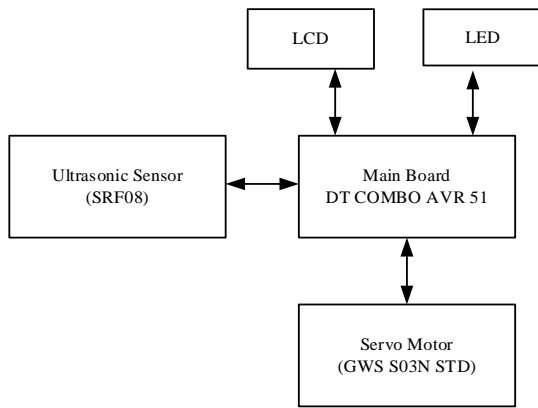 LCD
LED
Ultrasonic Sensor
(SRF08)
Main Board
DT COMBO AVR 51
Servo Motor
(GWS S03N STD)